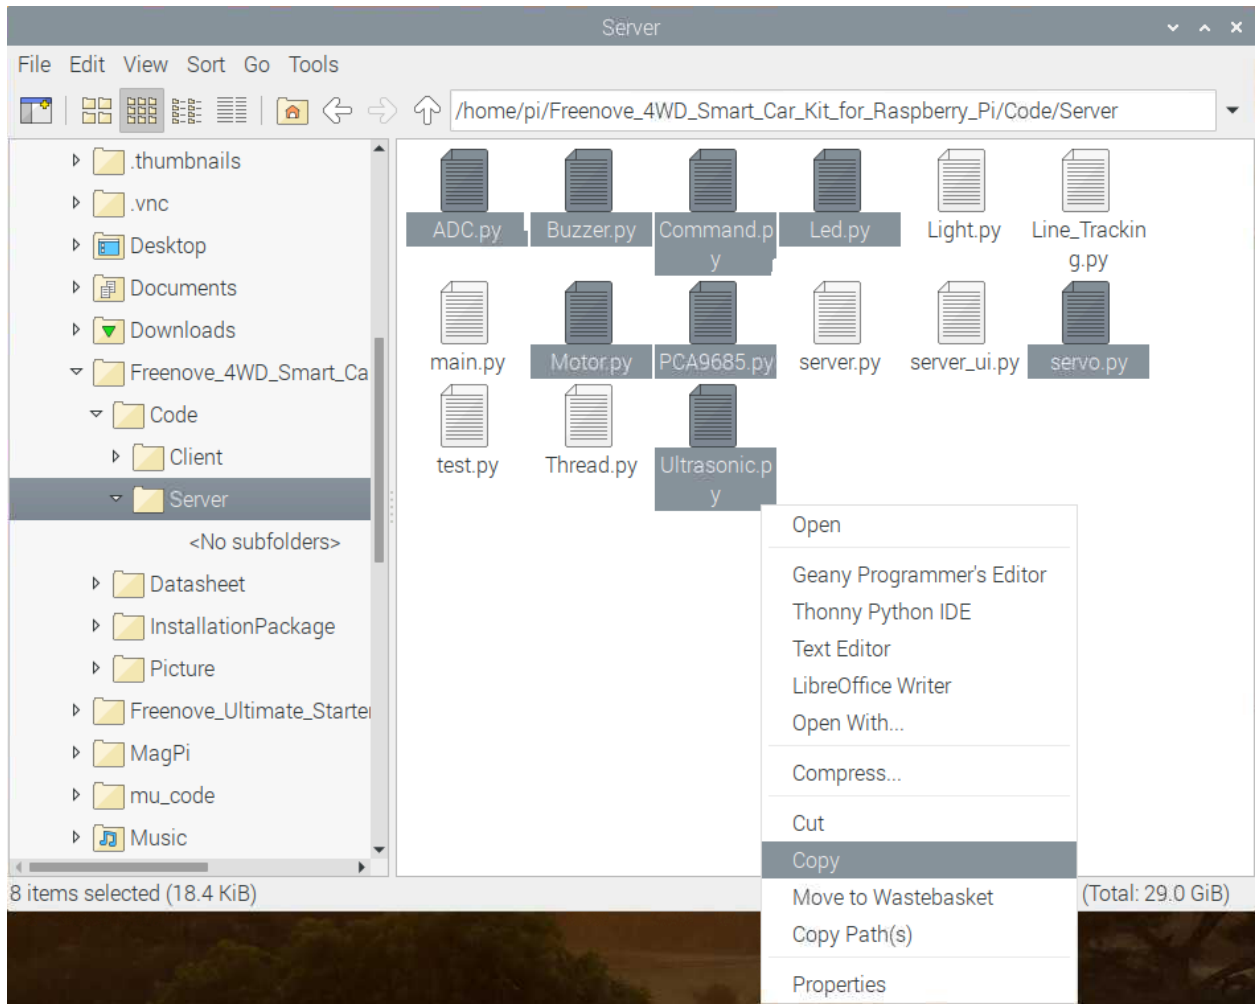 Server
File Edit View Sort Go Tools
/home/pi/Freenove_4WD_Smart_Car_Kit_for_Raspberry_Pi/Code/Server
.thumbnails
.vnc
Desktop
Documents
Downloads
Freenove_4WD_Smart_Ca
Code
Client
Server
<No subfolders>
Datasheet
InstallationPackage
Picture
Freenove_Ultimate_Starter
MagPi
mu_code
Music
ADC.py Buzzer.py Command.p Led.py Light.py Line_Trackin
y g.py
main.py Motor.py PCA9685.py server.py server_ui.py servo.py
test.py Thread.py Ultrasonic.p
y
Open
Geany Programmer's Editor
Thonny Python IDE
Text Editor
LibreOffice Writer
Open With...
Compress...
Cut
Copy
Move to Wastebasket
Copy Path(s)
Properties
8 items selected (18.4 KiB) (Total: 29.0 GiB)